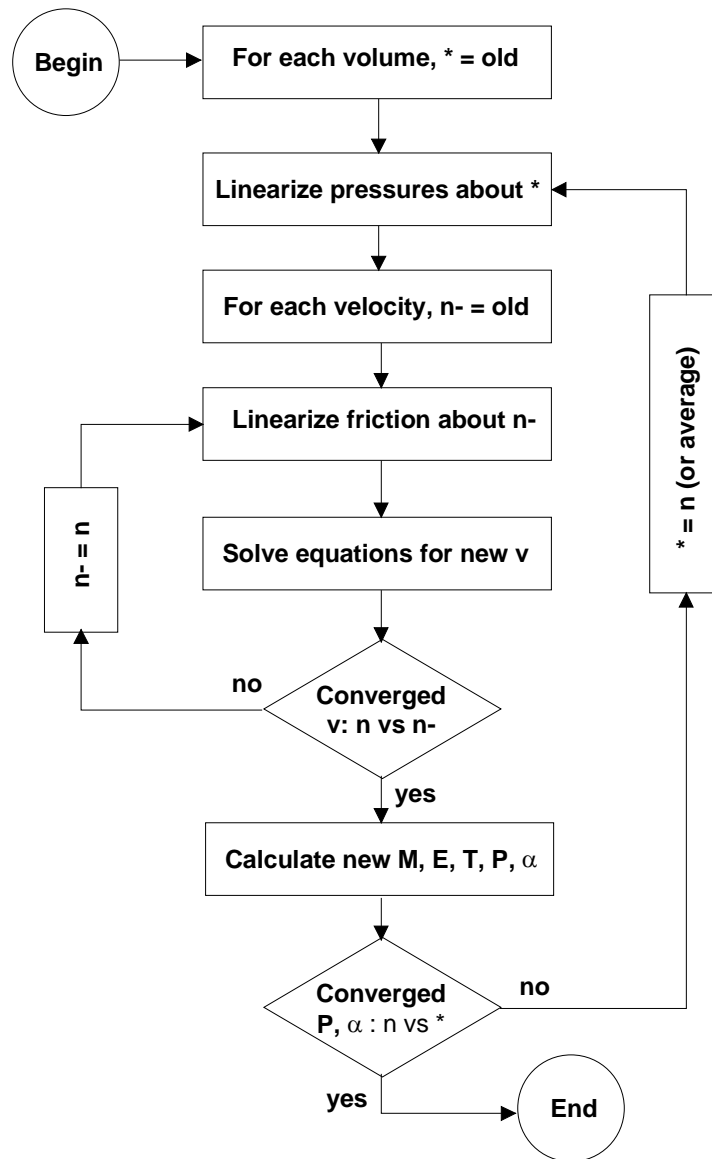 Begin
For each volume, * = old
Linearize pressures about *
For each velocity, n- = old
* = n (or average)
Linearize friction about n-
n- = n
Solve equations for new v
no
Converged
v: n vs n-
yes
Calculate new M, E, T, P, α
Converged
P, α : n vs *
no
yes
End